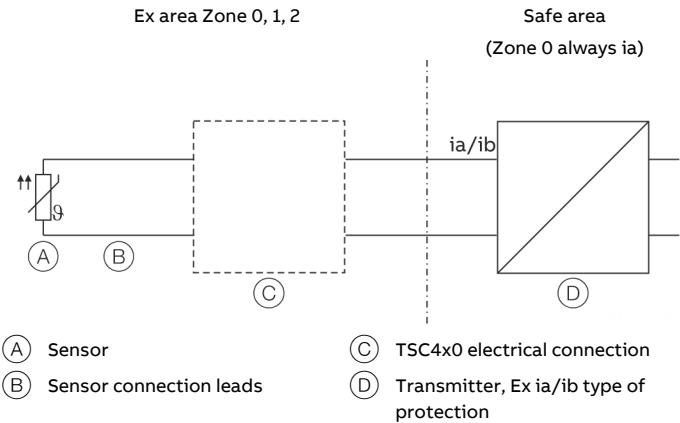 Ex area Zone 0, 1, 2
Safe area
(Zone 0 always ia)
ia/ib
ϑ
A
B
C
D
A Sensor
B Sensor connection leads
C TSC4x0 electrical connection
D Transmitter, Ex ia/ib type of
protection